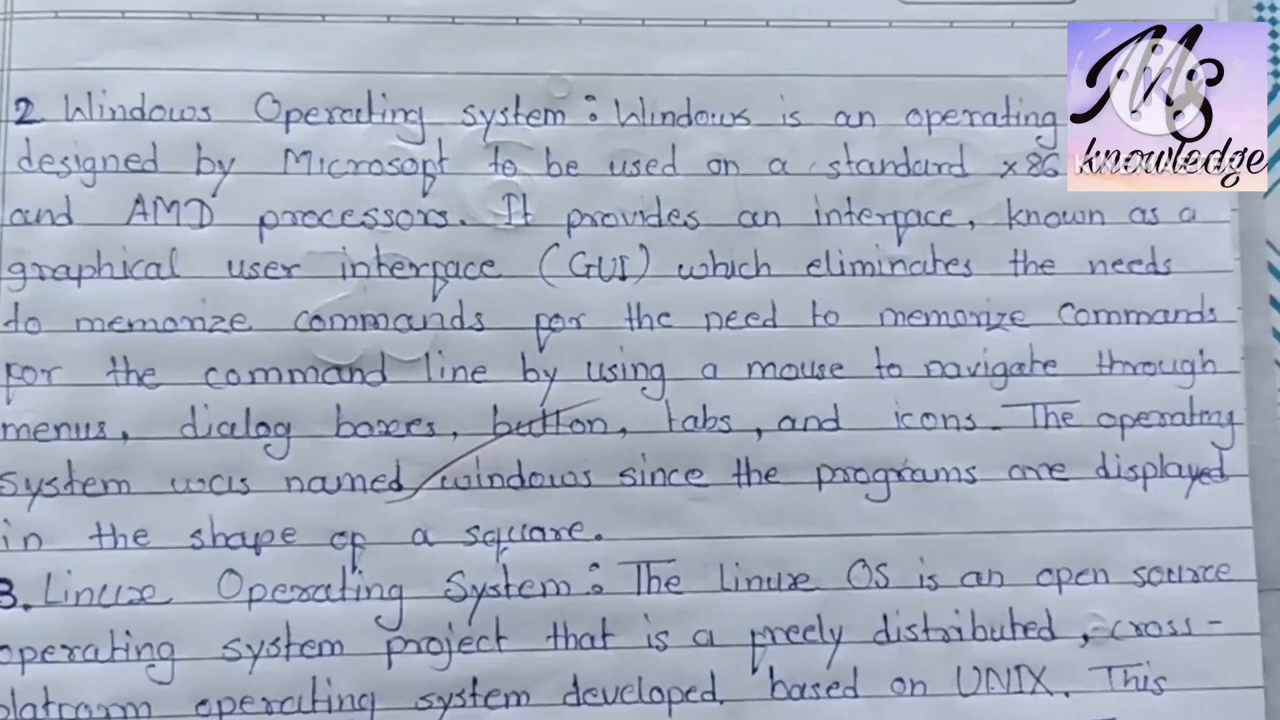 2. Windows Operating system : Windows is an operating
designed by Microsoft to be used on a standard x86
and AMD processors. It provides an interface, known as a
graphical user interface (GUI) which eliminates the needs
to memorize commands for the need to memorize commands
for the command line by using a mouse to navigate through
menus, dialog boxes, button, tabs, and icons. The operating
system was named windows since the programs are displayed
in the shape of a square.
3. Linux Operating System : The Linux OS is an open source
operating system project that is a freely distributed, cross-
platform operating system developed based on UNIX. This
MS
knowledge